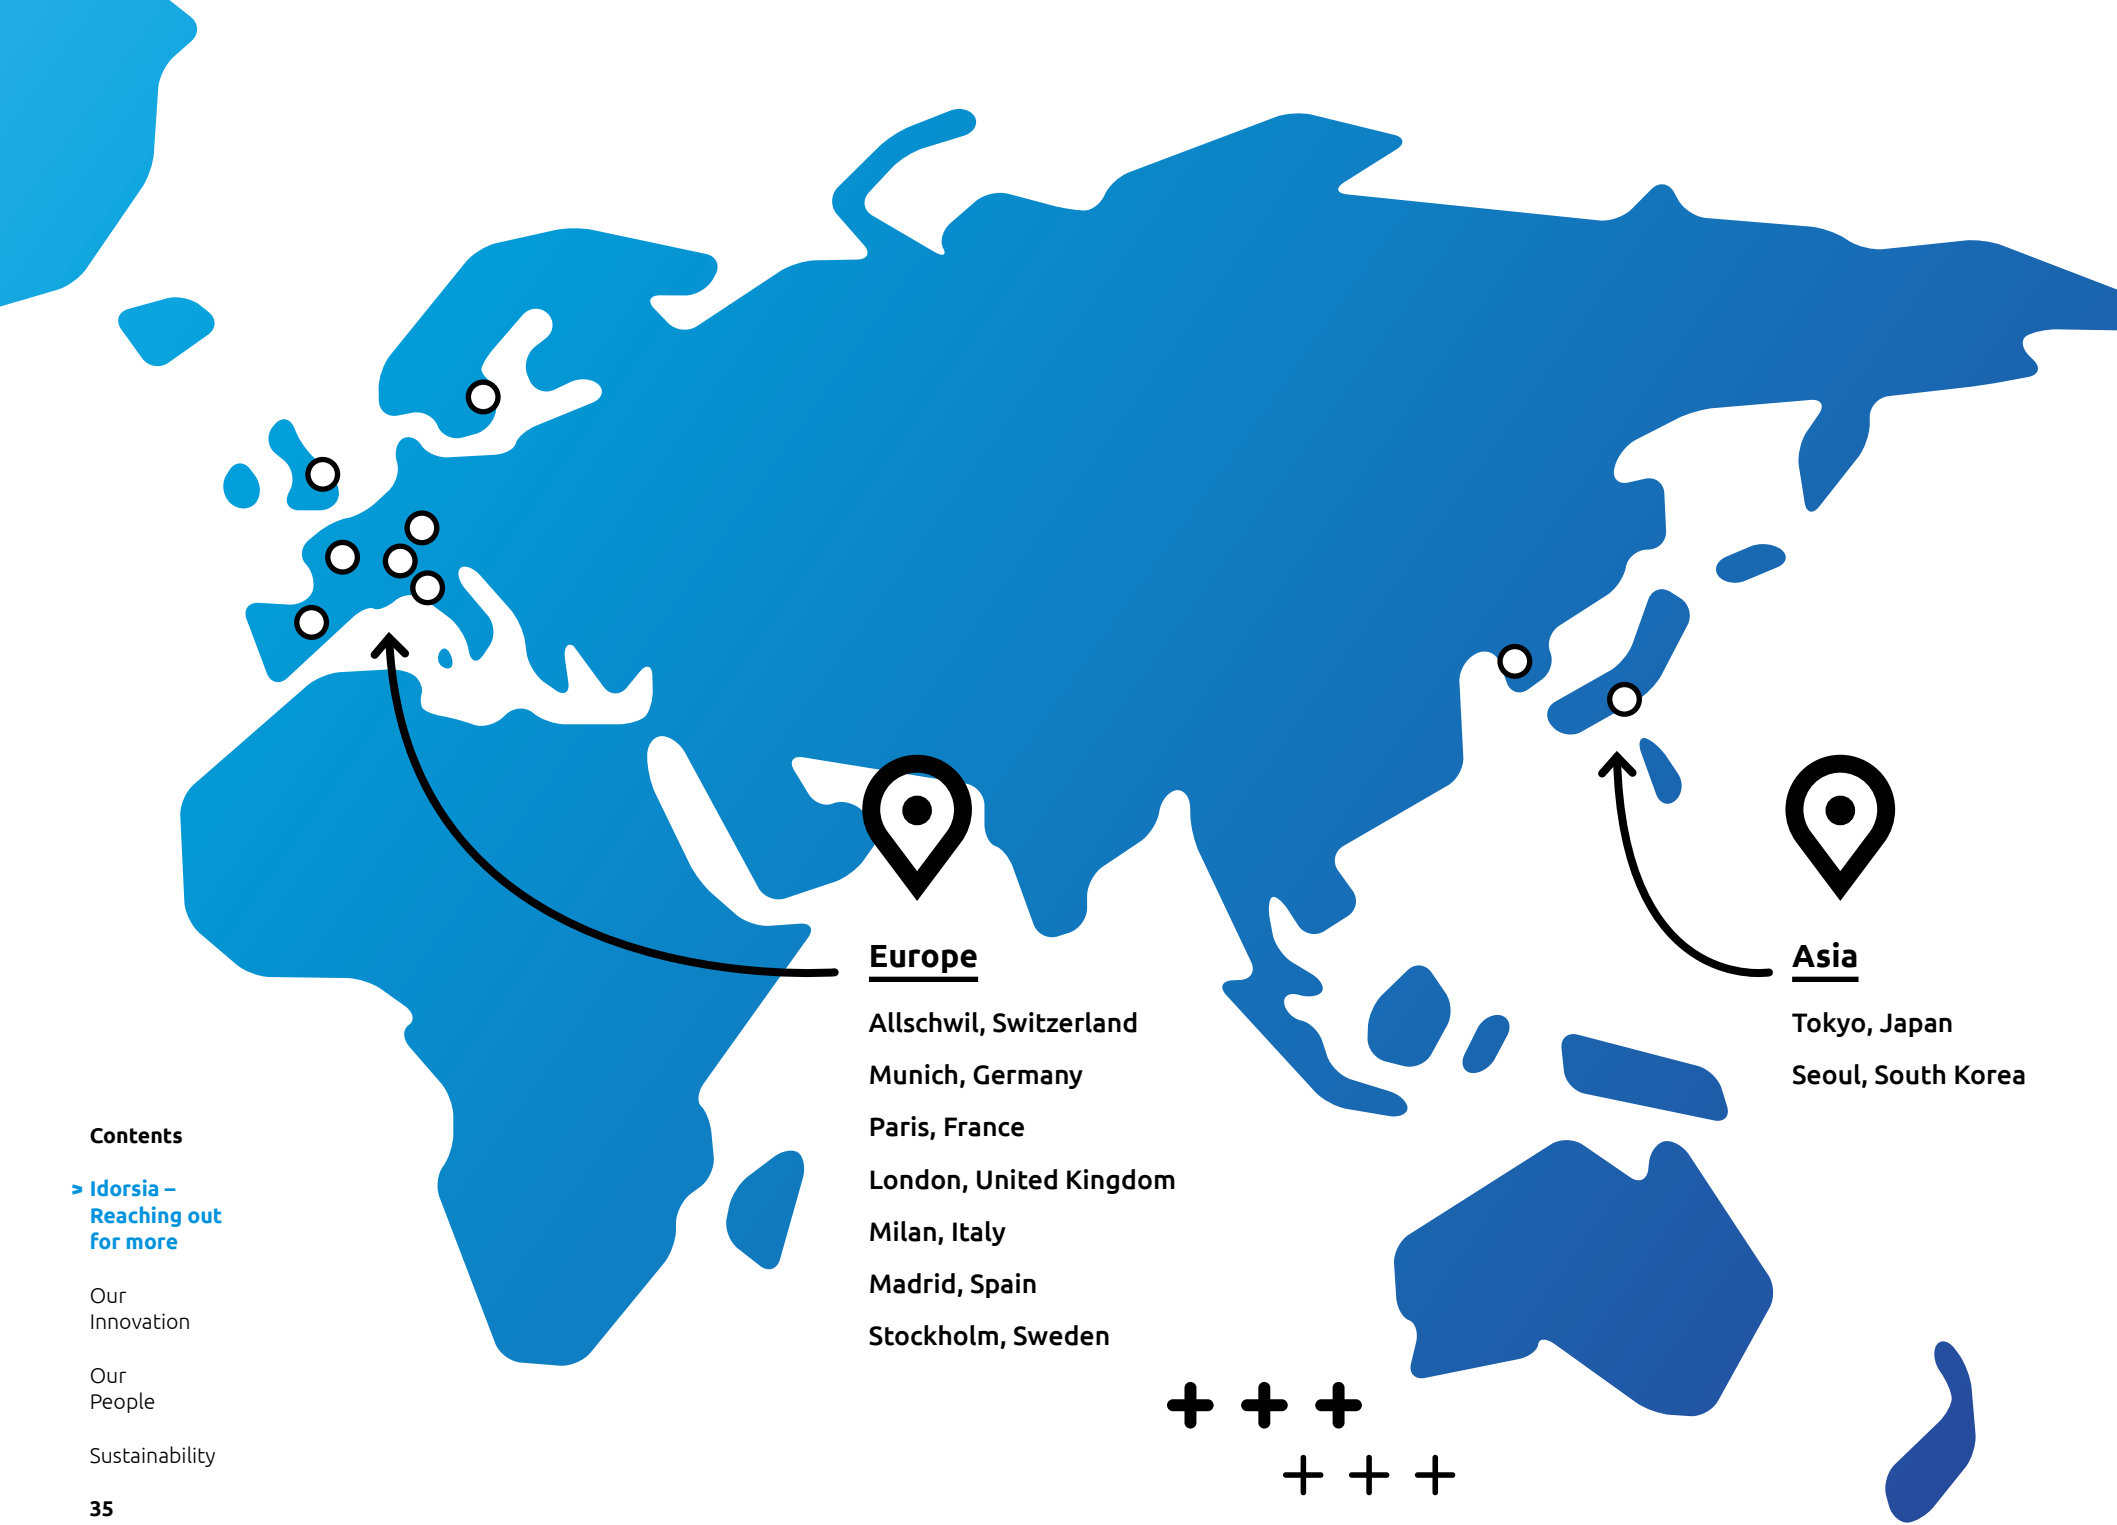 Europe
Allschwil, Switzerland
Munich, Germany
Paris, France
London, United Kingdom
Milan, Italy
Madrid, Spain
Stockholm, Sweden
Asia
Tokyo, Japan
Seoul, South Korea
Contents
> Idorsia –
Reaching out
for more
Our
Innovation
Our
People
Sustainability
35